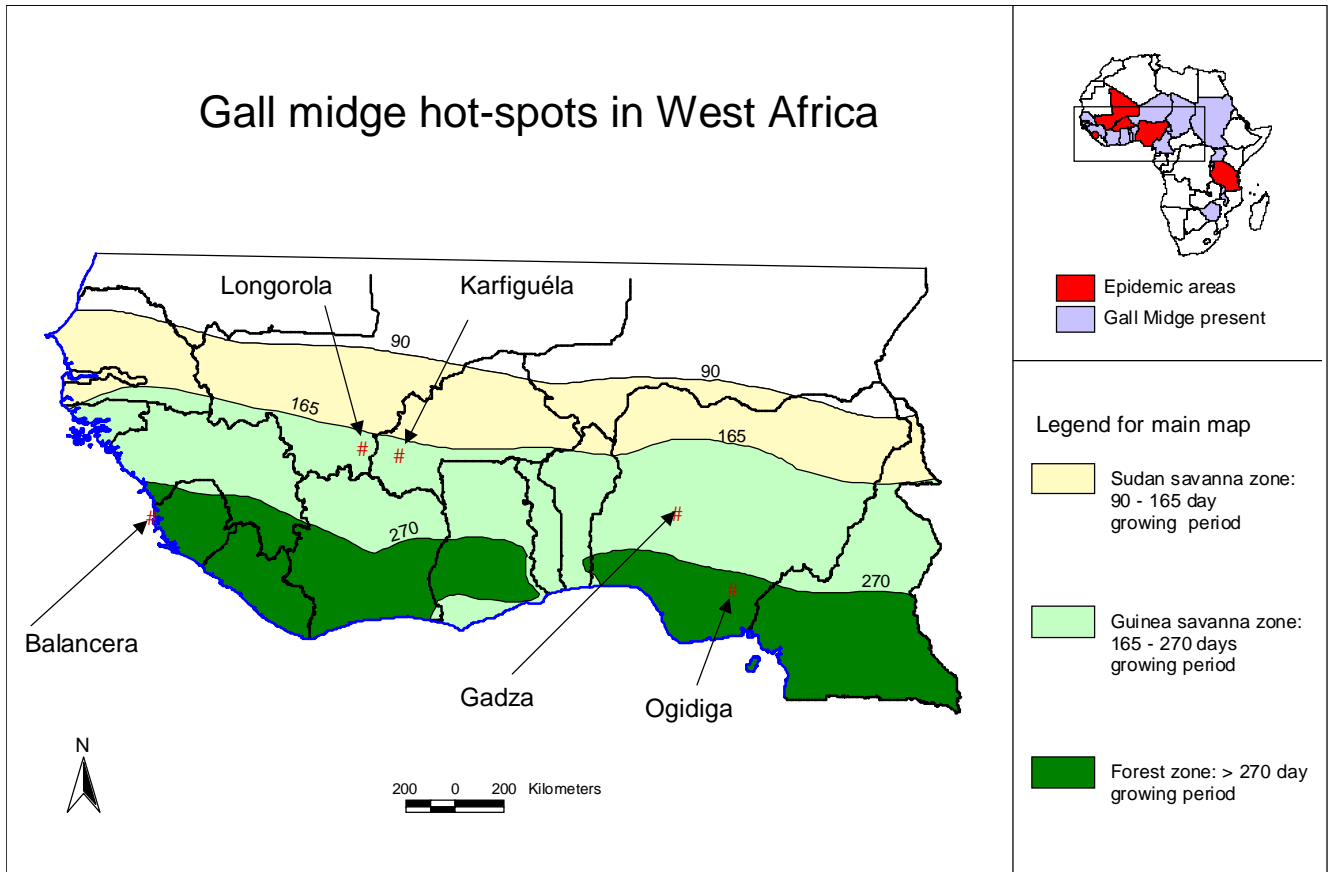 Gall midge hot-spots in West Africa
Epidemic areas
Gall Midge present
Longorola
Karfiguéla
90
90
165
165
#
#
#
#
270
#
270
Balancera
Gadza
Ogidiga
N
200 0 200 Kilometers
Legend for main map
Sudan savanna zone:
90 - 165 day
growing period
Guinea savanna zone:
165 - 270 days
growing period
Forest zone: > 270 day
growing period